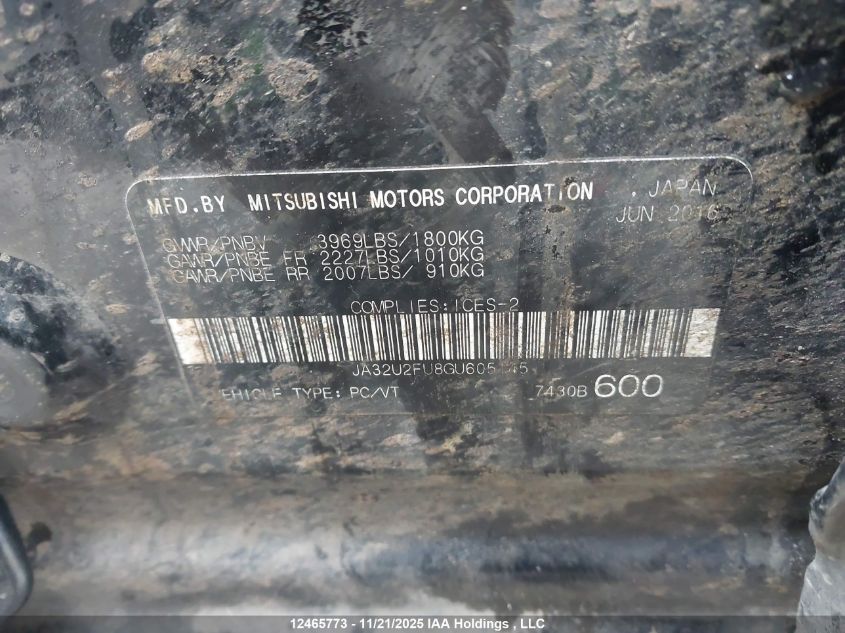 MFD.BY MITSUBISHI MOTORS CORPORATION . JAPAN
JUN 2016
GVWR/PNBV 3969LBS/1800KG
GAWR/PNBE FR 2227LBS/1010KG
GAWR/PNBE RR 2007LBS/ 910KG
COMPLIES:ICES-2
VEHICLE TYPE: PC/VT 7430B 600
12465773 - 11/21/2025 IAA Holdings , LLC